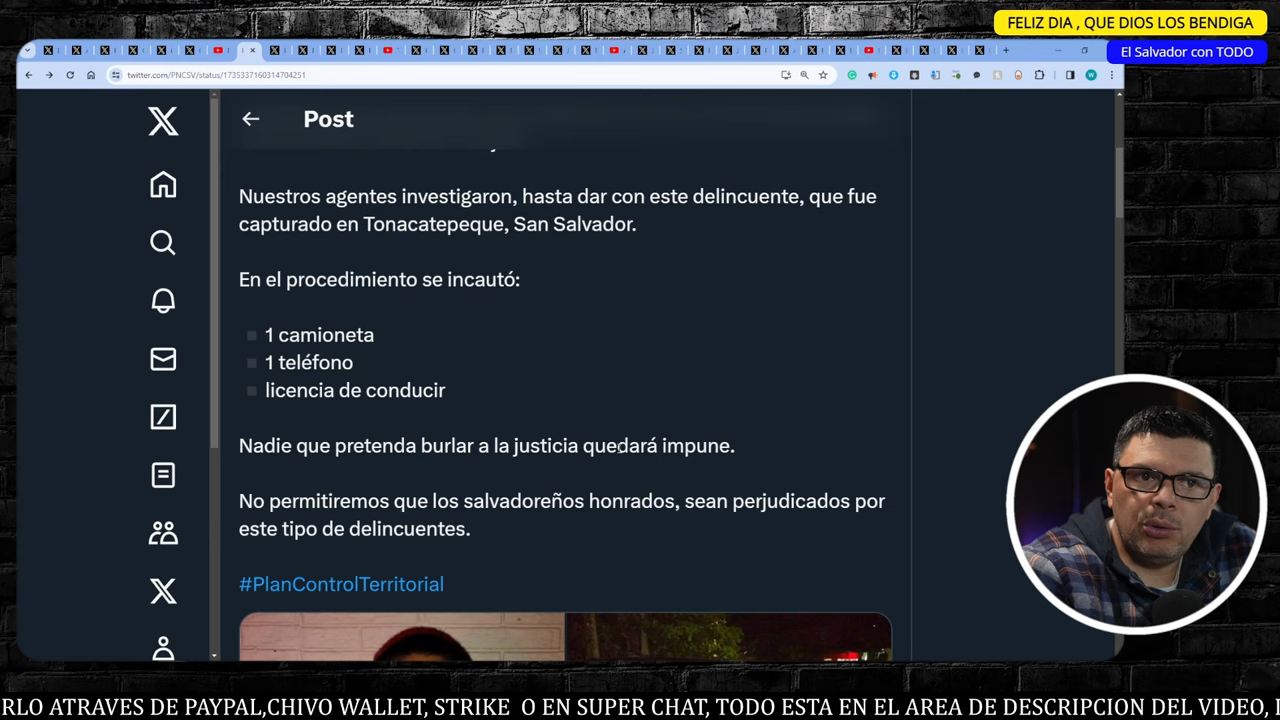 FELIZ DIA , QUE DIOS LOS BENDIGA
El Salvador con TODO
twitter.com/PNCSV/status/1735337160314704251
Post
Nuestros agentes investigaron, hasta dar con este delincuente, que fue
capturado en Tonacatepeque, San Salvador.
En el procedimiento se incautó:
1 camioneta
1 teléfono
licencia de conducir
Nadie que pretenda burlar a la justicia quedará impune.
No permitiremos que los salvadoreños honrados, sean perjudicados por
este tipo de delincuentes.
#PlanControlTerritorial
RLO ATRAVES DE PAYPAL,CHIVO WALLET, STRIKE O EN SUPER CHAT, TODO ESTA EN EL AREA DE DESCRIPCION DEL VIDEO,